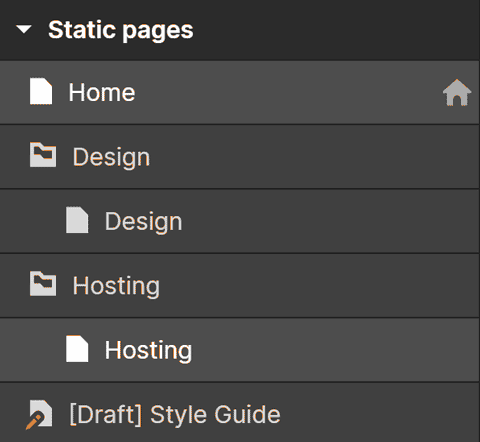 Static pages
Home
Design
Design
Hosting
Hosting
[Draft] Style Guide